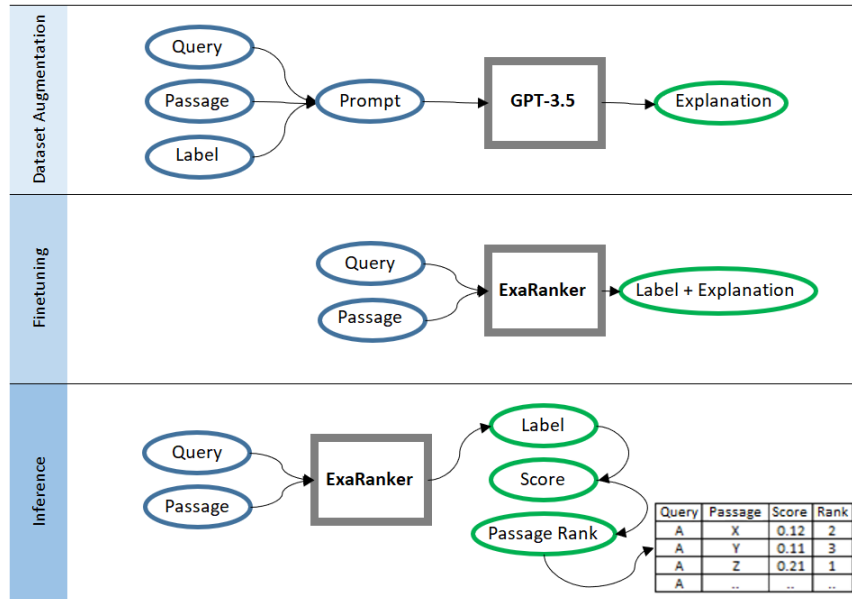 Dataset Augmentation
Query
Passage
Label
Prompt
GPT-3.5
Explanation
Finetuning
Query
Passage
ExaRanker
Label + Explanation
Inference
Query
Passage
ExaRanker
Label
Score
Passage Rank
Query Passage Score Rank
A X 0.12 2
A Y 0.11 3
A Z 0.21 1
A .. .. ..